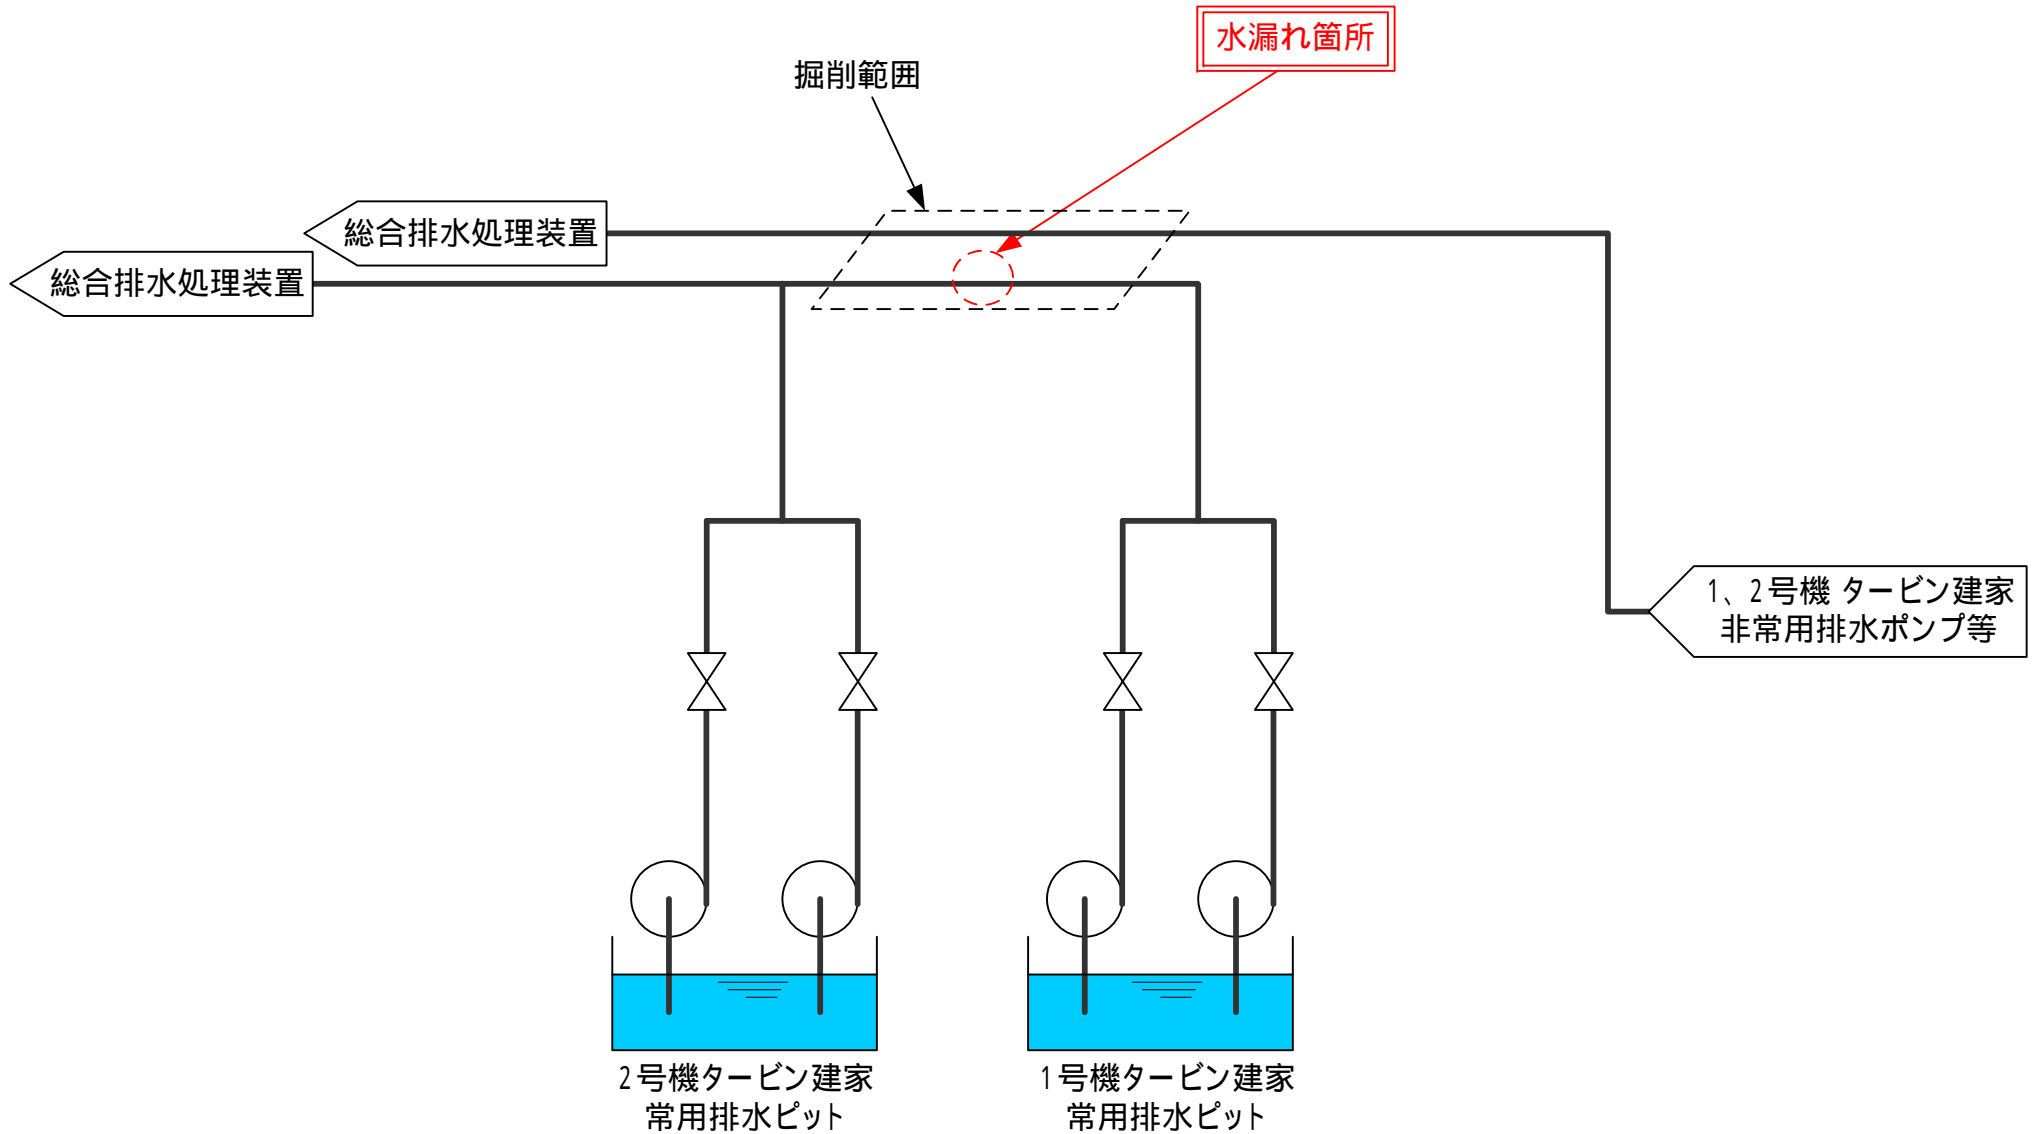 水漏れ箇所
掘削範囲
総合排水処理装置
総合排水処理装置
1、2号機 タービン建家
非常用排水ポンプ等
2号機タービン建家
常用排水ピット
1号機タービン建家
常用排水ピット